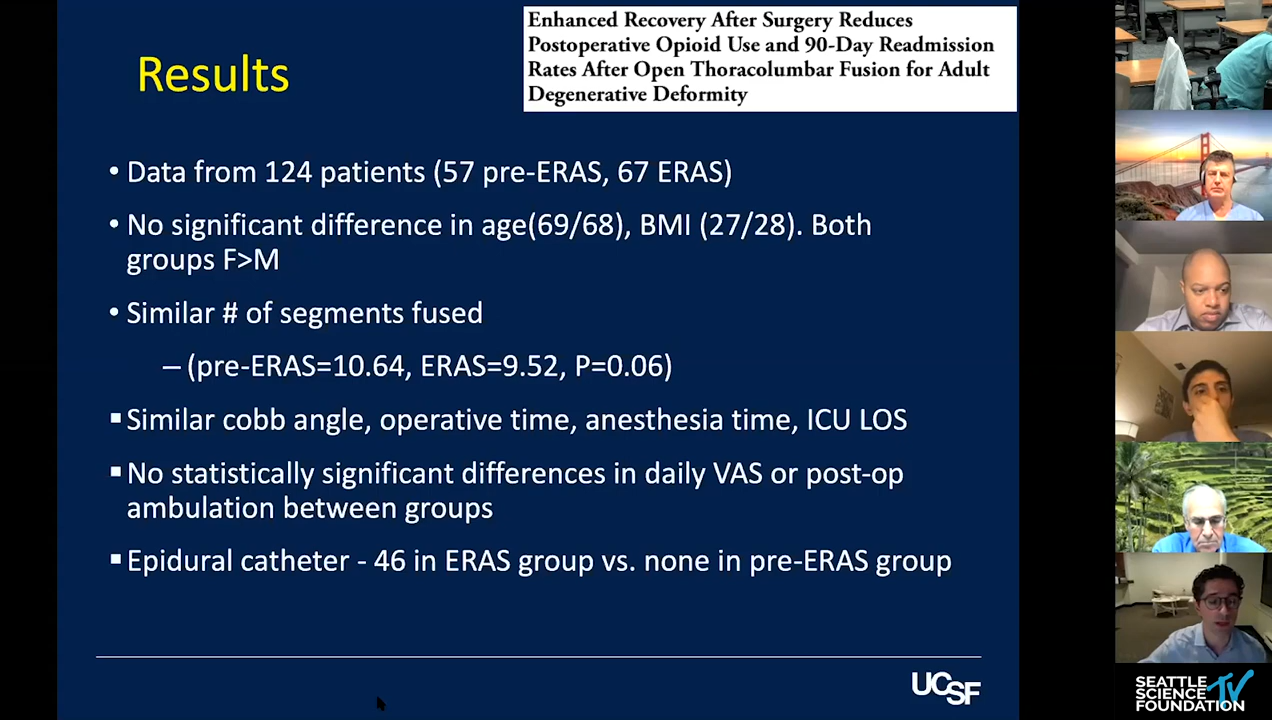 Enhanced Recovery After Surgery Reduces
Postoperative Opioid Use and 90-Day Readmission
Rates After Open Thoracolumbar Fusion for Adult
Degenerative Deformity
Results
• Data from 124 patients (57 pre-ERAS, 67 ERAS)
• No significant difference in age(69/68), BMI (27/28). Both
groups F>M
• Similar # of segments fused
– (pre-ERAS=10.64, ERAS=9.52, P=0.06)
▪ Similar cobb angle, operative time, anesthesia time, ICU LOS
▪ No statistically significant differences in daily VAS or post-op
ambulation between groups
▪ Epidural catheter - 46 in ERAS group vs. none in pre-ERAS group
UCSF
SEATTLE
SCIENCE
FOUNDATION
TV